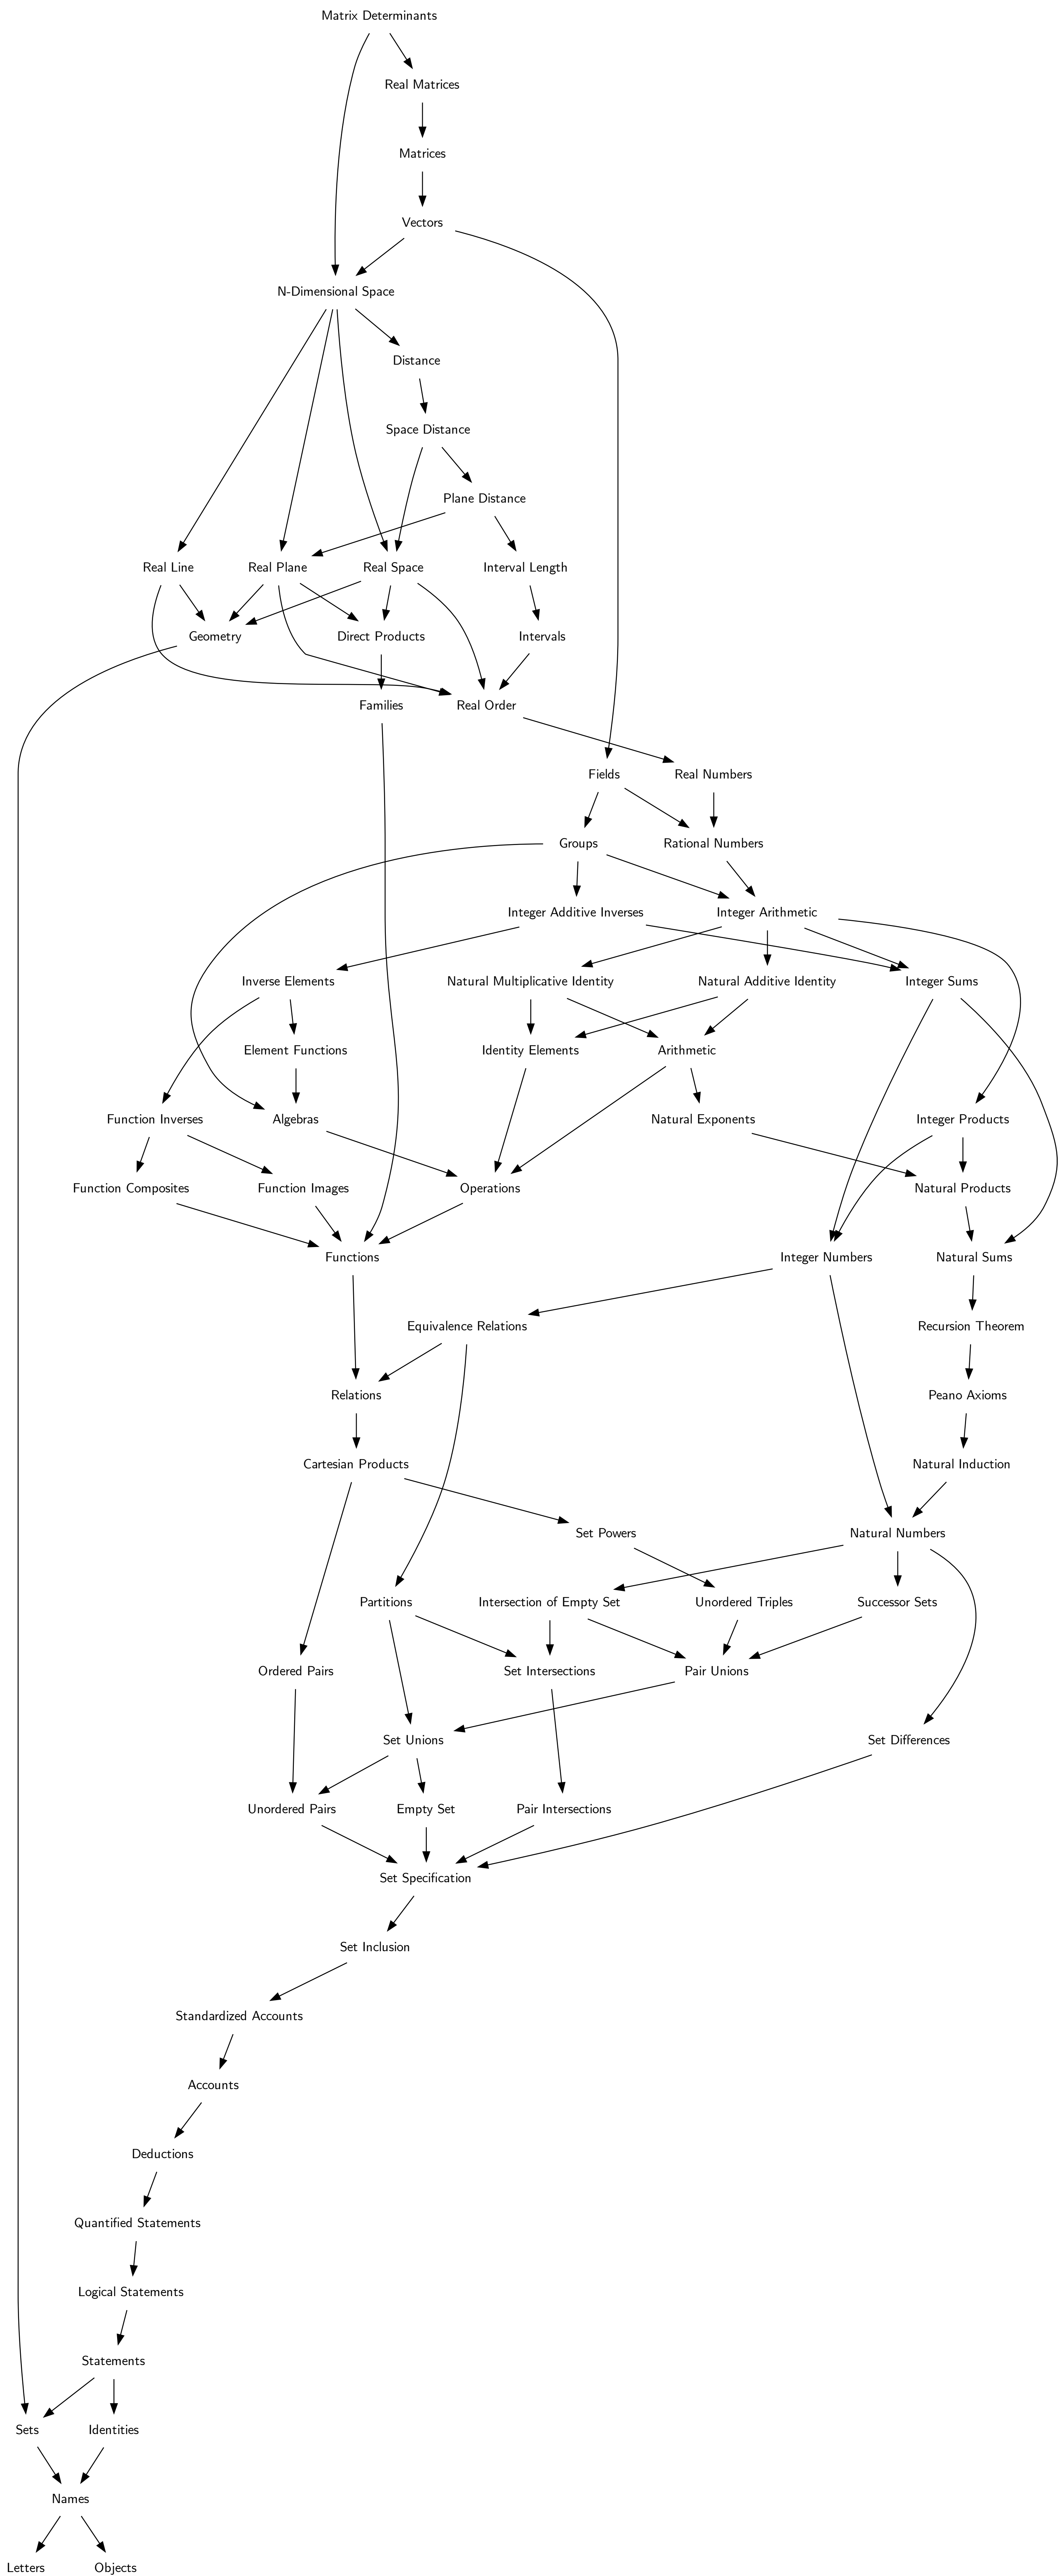 Matrix Determinants
Real Matrices
Matrices
Vectors
N-Dimensional Space
Distance
Space Distance
Plane Distance
Real Line
Real Plane
Real Space
Interval Length
Geometry
Direct Products
Intervals
Families
Real Order
Fields
Real Numbers
Groups
Rational Numbers
Integer Additive Inverses
Integer Arithmetic
Inverse Elements
Natural Multiplicative Identity
Natural Additive Identity
Integer Sums
Element Functions
Identity Elements
Arithmetic
Function Inverses
Algebras
Natural Exponents
Integer Products
Function Composites
Function Images
Operations
Natural Products
Functions
Integer Numbers
Natural Sums
Equivalence Relations
Recursion Theorem
Relations
Peano Axioms
Cartesian Products
Natural Induction
Set Powers
Natural Numbers
Partitions
Intersection of Empty Set
Unordered Triples
Successor Sets
Ordered Pairs
Set Intersections
Pair Unions
Set Unions
Set Differences
Unordered Pairs
Empty Set
Pair Intersections
Set Specification
Set Inclusion
Standardized Accounts
Accounts
Deductions
Quantified Statements
Logical Statements
Statements
Sets
Identities
Names
Letters
Objects